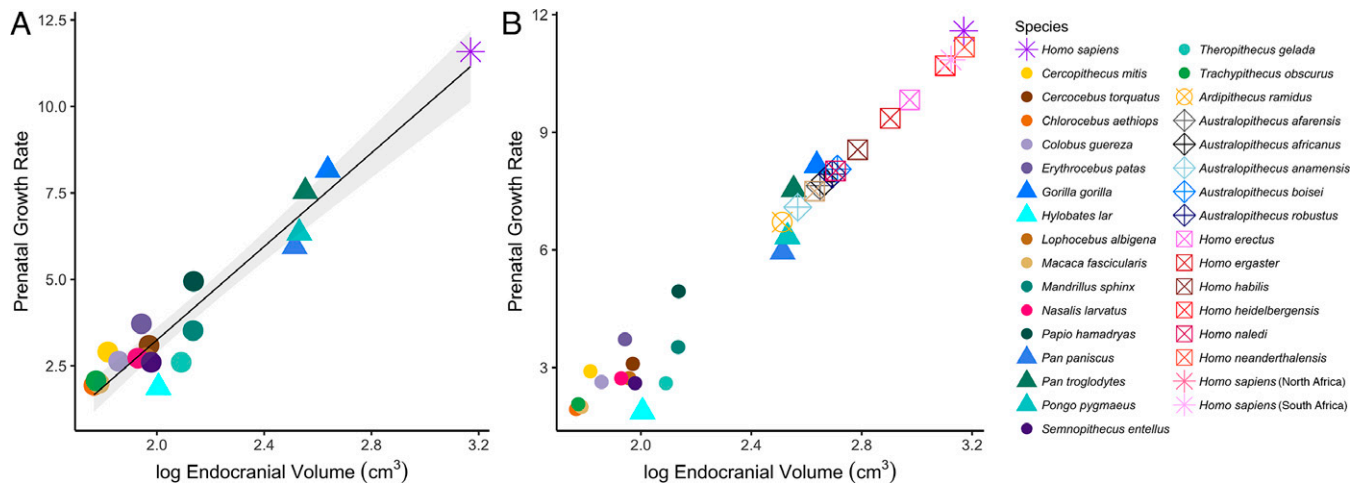 A
Prenatal Growth Rate
12.5
10.0
7.5
5.0
2.5
2.0
2.4
2.8
3.2
log Endocranial Volume (cm³)
B
Prenatal Growth Rate
12
9
6
3
2.0
2.4
2.8
3.2
log Endocranial Volume (cm³)
Species
Homo sapiens
Cercopithecus mitis
Cercocebus torquatus
Chlorocebus aethiops
Colobus guereza
Erythrocebus patas
Gorilla gorilla
Hylobates lar
Lophocebus albigena
Macaca fascicularis
Mandrillus sphinx
Nasalis larvatus
Papio hamadryas
Pan paniscus
Pan troglodytes
Pongo pygmaeus
Semnopithecus entellus
Theropithecus gelada
Trachypithecus obscurus
Ardipithecus ramidus
Australopithecus afarensis
Australopithecus africanus
Australopithecus anamensis
Australopithecus boisei
Australopithecus robustus
Homo erectus
Homo ergaster
Homo habilis
Homo heidelbergensis
Homo naledi
Homo neanderthalensis
Homo sapiens (North Africa)
Homo sapiens (South Africa)